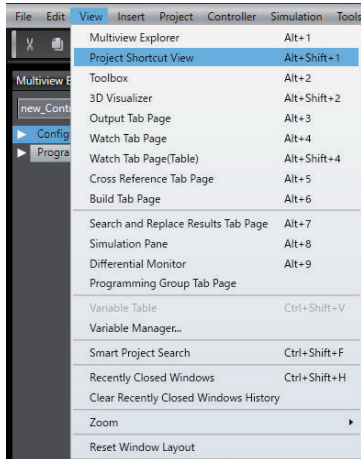 File Edit View Insert Project Controller Simulation Tools
Multiview Explorer Alt+1
Project Shortcut View Alt+Shift+1
Toolbox Alt+2
3D Visualizer Alt+Shift+2
Output Tab Page Alt+3
Watch Tab Page Alt+4
Watch Tab Page(Table) Alt+Shift+4
Cross Reference Tab Page Alt+5
Build Tab Page Alt+6
Search and Replace Results Tab Page Alt+7
Simulation Pane Alt+8
Differential Monitor Alt+9
Programming Group Tab Page
Variable Table Ctrl+Shift+V
Variable Manager...
Smart Project Search Ctrl+Shift+F
Recently Closed Windows Ctrl+Shift+H
Clear Recently Closed Windows History
Zoom
Reset Window Layout
Multiview E
new_Contr
Config
Progra